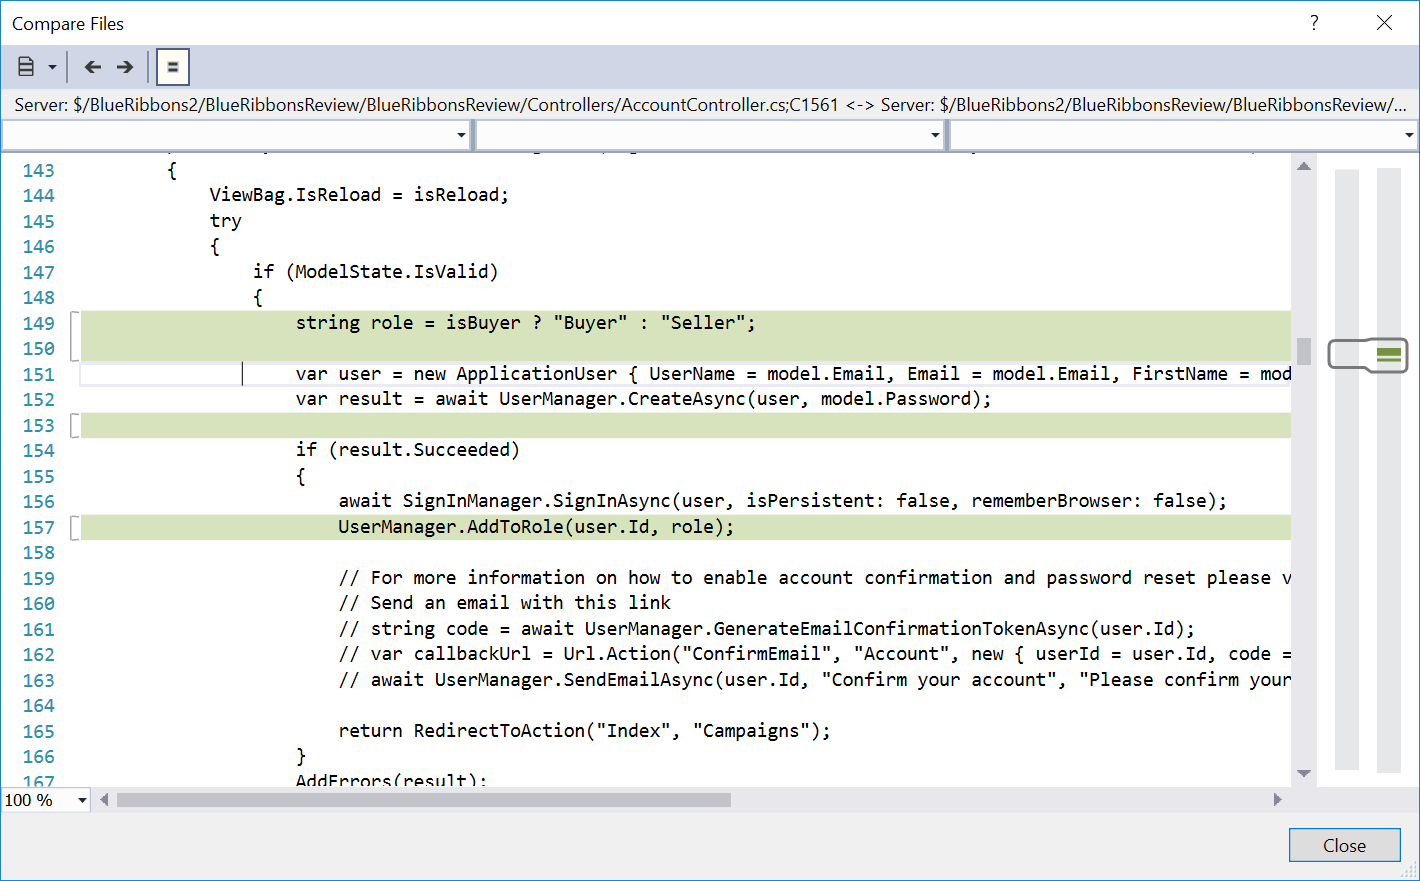 Compare Files
?
Server: $/BlueRibbons2/BlueRibbonsReview/BlueRibbonsReview/Controllers/AccountController.cs;C1561 <-> Server: $/BlueRibbons2/BlueRibbonsReview/BlueRibbonsReview/...
143 {
144 ViewBag.IsReload = isReload;
145 try
146 {
147 if (ModelState.IsValid)
148 {
149 string role = isBuyer ? "Buyer" : "Seller";
150
151 var user = new ApplicationUser { UserName = model.Email, Email = model.Email, FirstName = mod
152 var result = await UserManager.CreateAsync(user, model.Password);
153
154 if (result.Succeeded)
155 {
156 await SignInManager.SignInAsync(user, isPersistent: false, rememberBrowser: false);
157 UserManager.AddToRole(user.Id, role);
158
159 // For more information on how to enable account confirmation and password reset please v
160 // Send an email with this link
161 // string code = await UserManager.GenerateEmailConfirmationTokenAsync(user.Id);
162 // var callbackUrl = Url.Action("ConfirmEmail", "Account", new { userId = user.Id, code =
163 // await UserManager.SendEmailAsync(user.Id, "Confirm your account", "Please confirm your
164
165 return RedirectToAction("Index", "Campaigns");
166 }
167 AddErrors(result);
100 %
Close